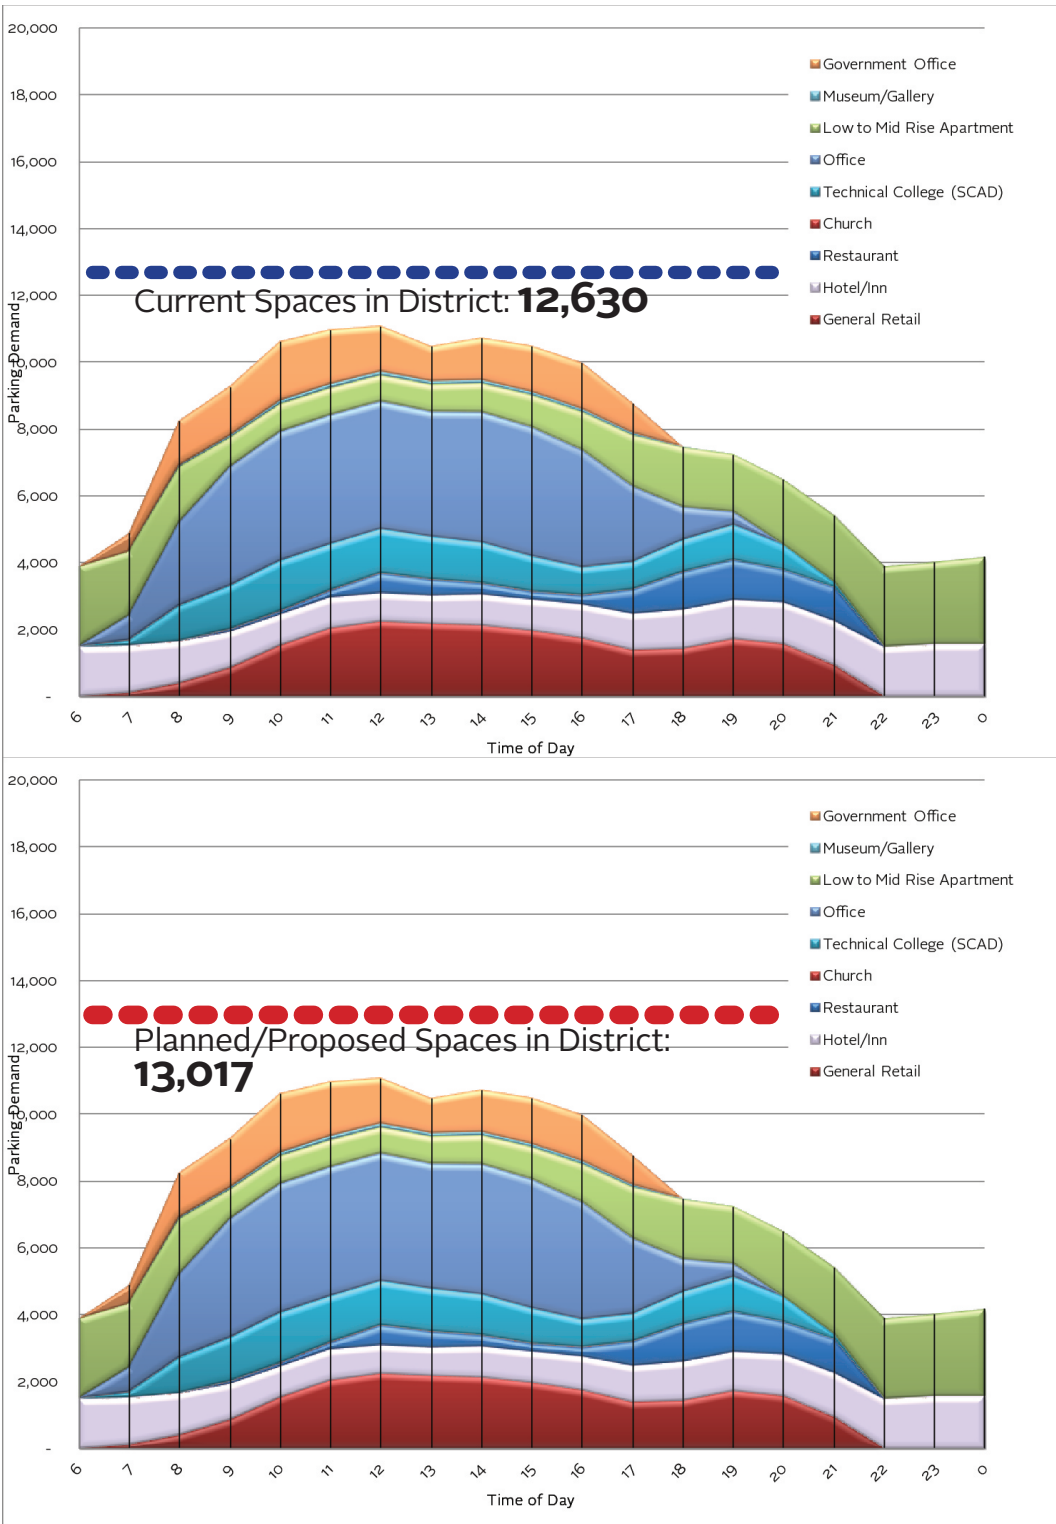 20,000
18,000
16,000
14,000
12,000
10,000
8,000
6,000
4,000
2,000
-
Parking Demand
Current Spaces in District: 12,630
Government Office
Museum/Gallery
Low to Mid Rise Apartment
Office
Technical College (SCAD)
Church
Restaurant
Hotel/Inn
General Retail
6 7 8 9 10 11 12 13 14 15 16 17 18 19 20 21 22 23 0
Time of Day
20,000
18,000
16,000
14,000
12,000
10,000
8,000
6,000
4,000
2,000
-
Parking Demand
Planned/Proposed Spaces in District:
13,017
Government Office
Museum/Gallery
Low to Mid Rise Apartment
Office
Technical College (SCAD)
Church
Restaurant
Hotel/Inn
General Retail
6 7 8 9 10 11 12 13 14 15 16 17 18 19 20 21 22 23 0
Time of Day